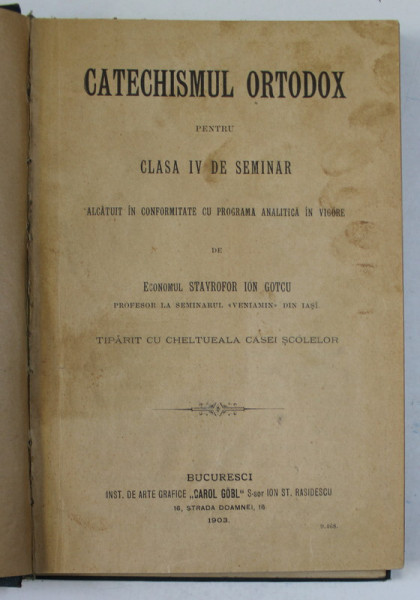 CATECHISMUL ORTODOX
PENTRU
CLASA IV DE SEMINAR
ALCĂTUIT ÎN CONFORMITATE CU PROGRAMA ANALITICĂ ÎN VIGORE
DE
ECONOMUL STAVROFOR ION GOTCU
PROFESOR LA SEMINARUL «VENIAMIN» DIN IAȘI
TIPĂRIT CU CHELTUEALA CASEI ȘCOLELOR
BUCURESCI
INST. DE ARTE GRAFICE „CAROL GÖBL" S-sor ION ST. RASIDESCU
16, STRADA DOAMNEI, 16
1903.